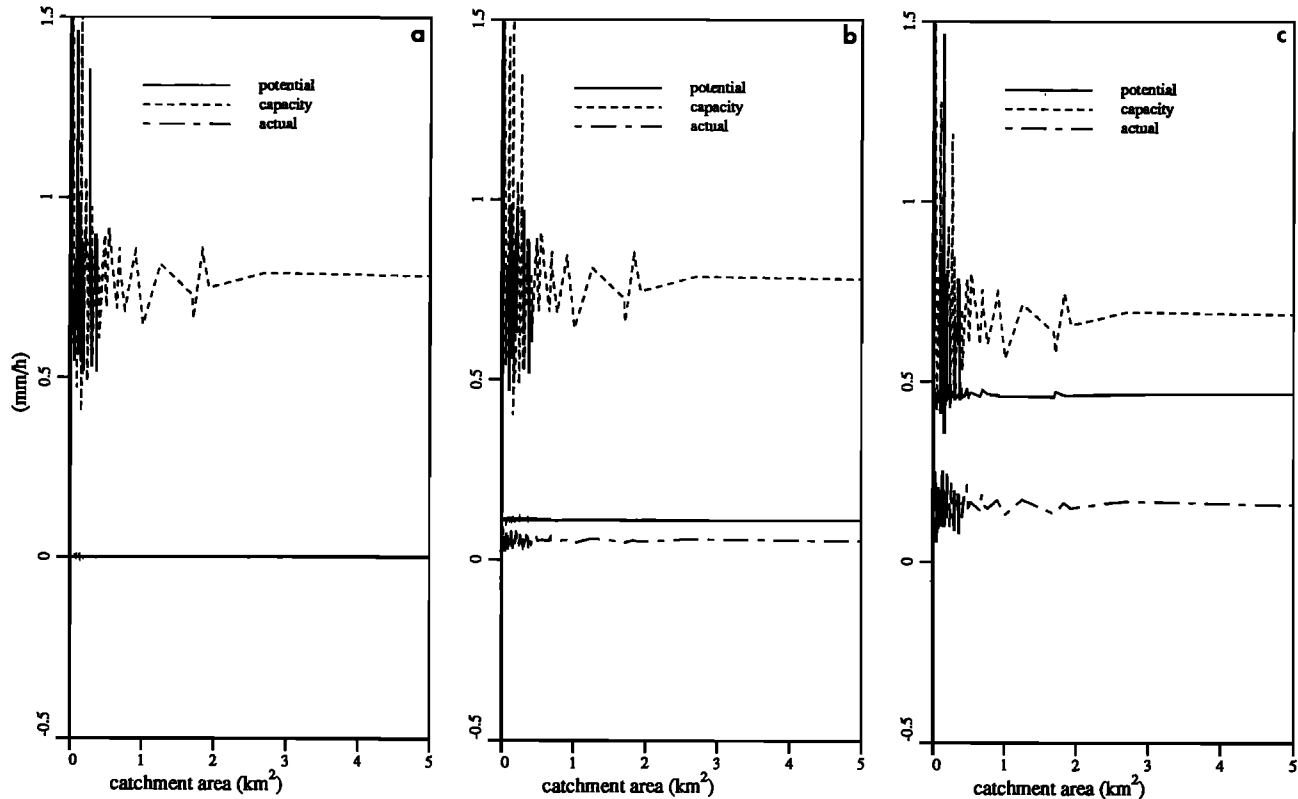 a
potential
capacity
actual
1.5
1
0.5
0
-0.5
(mm/h)
0 1 2 3 4 5
catchment area (km²)
b
potential
capacity
actual
1.5
1
0.5
0
-0.5
0 1 2 3 4 5
catchment area (km²)
c
potential
capacity
actual
1.5
1
0.5
0
-0.5
0 1 2 3 4 5
catchment area (km²)